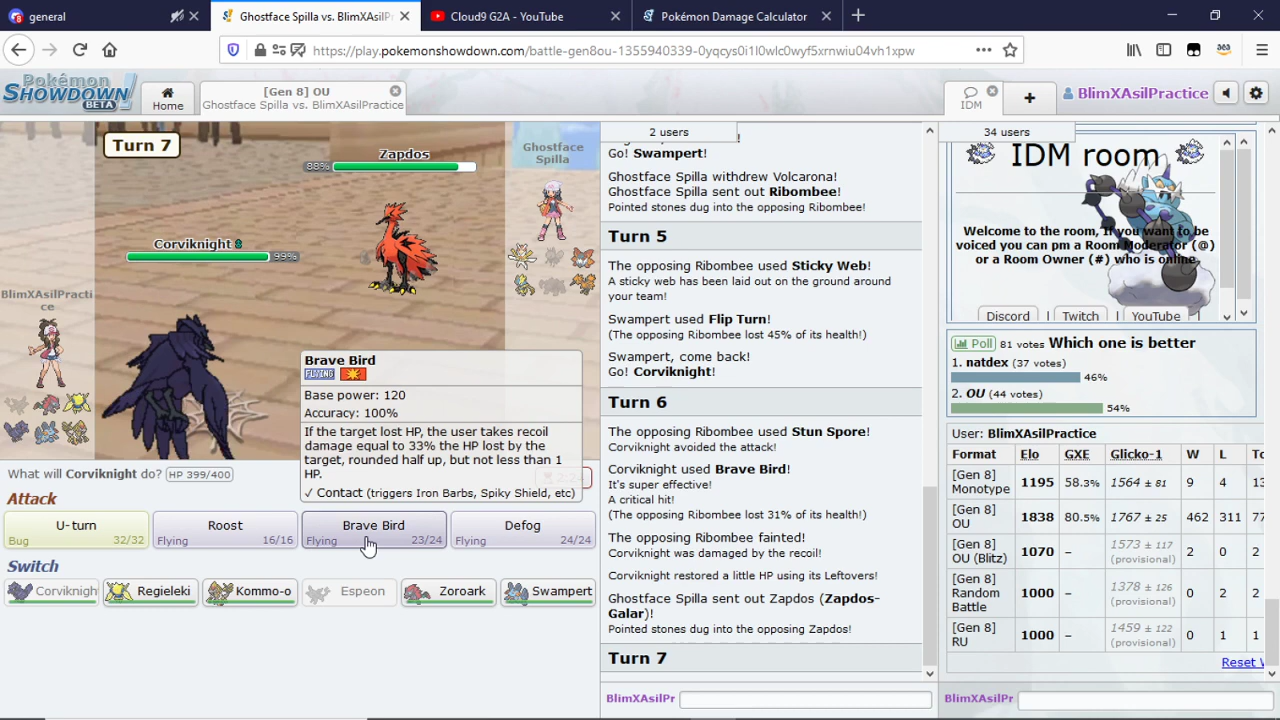 general
Ghostface Spilla vs. BlimXAsilPr
Cloud9 G2A - YouTube
Pokémon Damage Calculator
https://play.pokemonshowdown.com/battle-gen8ou-1355940339-0yqcys0i1l0wlc0wyf5xrnwiu04vh1xpw
Pokémon
SHOWDOWN!
BETA
Home
[Gen 8] OU
Ghostface Spilla vs. BlimXAsilPractice
IDM
BlimXAsilPractice
Turn 7
Zapdos
88%
Corviknight
99%
Ghostface
Spilla
BlimXAsilPracti
ce
Brave Bird
FLYING
Base power: 120
Accuracy: 100%
If the target lost HP, the user takes recoil
damage equal to 33% the HP lost by the
target, rounded half up, but not less than 1
HP.
✓ Contact (triggers Iron Barbs, Spiky Shield, etc)
What will Corviknight do? HP 399/400
Attack
U-turn
Bug 32/32
Roost
Flying 16/16
Brave Bird
Flying 23/24
Defog
Flying 24/24
Switch
Corviknigh
Regieleki
Kommo-o
Espeon
Zoroark
Swampert
2 users
Go! Swampert!
Ghostface Spilla withdrew Volcarona!
Ghostface Spilla sent out Ribombee!
Pointed stones dug into the opposing Ribombee!
Turn 5
The opposing Ribombee used Sticky Web!
A sticky web has been laid out on the ground around
your team!
Swampert used Flip Turn!
(The opposing Ribombee lost 45% of its health!)
Swampert, come back!
Go! Corviknight!
Turn 6
The opposing Ribombee used Stun Spore!
Corviknight avoided the attack!
Corviknight used Brave Bird!
It's super effective!
A critical hit!
(The opposing Ribombee lost 31% of its health!)
The opposing Ribombee fainted!
Corviknight was damaged by the recoil!
Corviknight restored a little HP using its Leftovers!
Ghostface Spilla sent out Zapdos (Zapdos-
Galar)!
Pointed stones dug into the opposing Zapdos!
Turn 7
BlimXAsilPr
34 users
IDM room
Welcome to the room, If you want to be
voiced you can pm a Room Moderator (@)
or a Room Owner (#) who is online.
Discord | Twitch | YouTube |
Poll 81 votes Which one is better
1. natdex (37 votes)
46%
2. OU (44 votes)
54%
User: BlimXAsilPractice
Format Elo GXE Glicko-1 W L To
[Gen 8] Monotype 1195 58.3% 1564 ± 81 9 4 13
[Gen 8] OU 1838 80.5% 1767 ± 25 462 311 77
[Gen 8] OU (Blitz) 1070 – 1573 ± 117 (provisional) 2 0 2
[Gen 8] Random Battle 1000 – 1378 ± 126 (provisional) 0 2 2
[Gen 8] RU 1000 – 1459 ± 122 (provisional) 0 1 1
Reset W
BlimXAsilPr